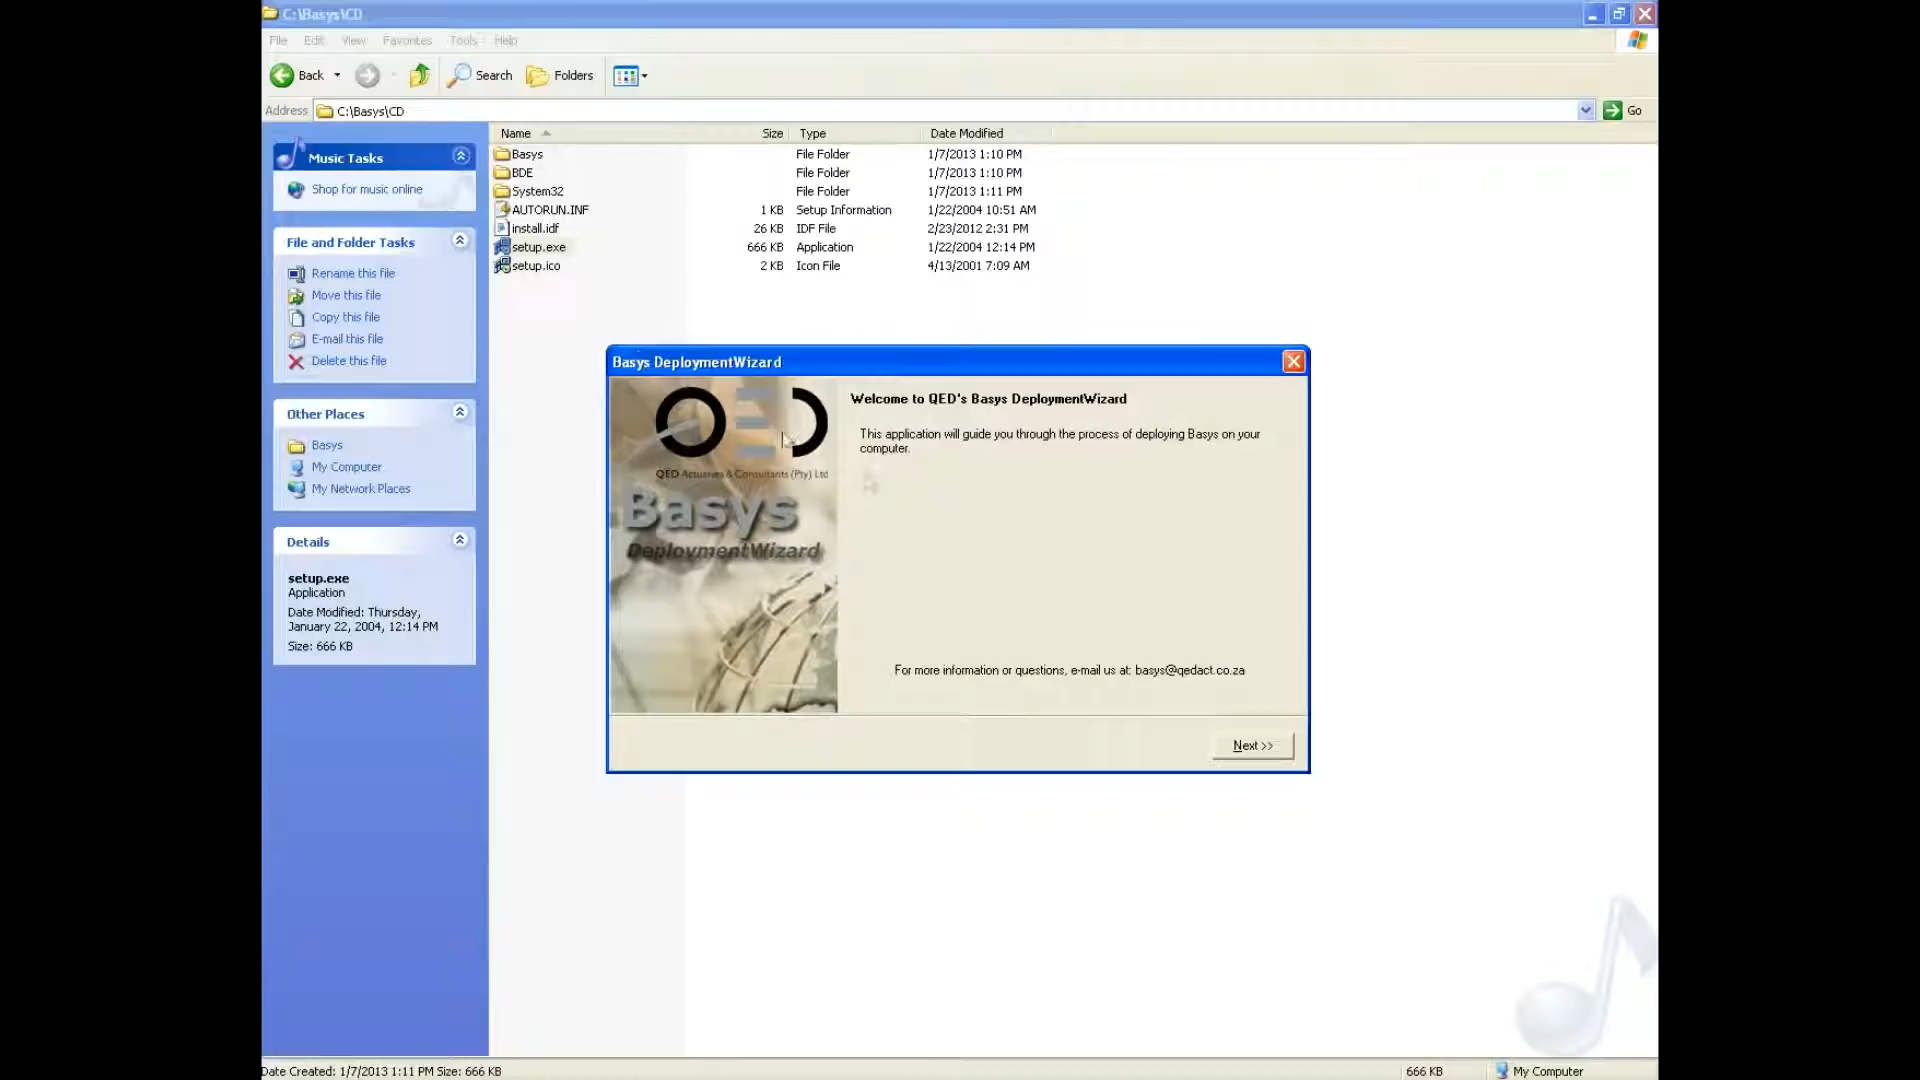 C:\Basys\CD
File Edit View Favorites Tools Help
Back Search Folders
Address C:\Basys\CD Go
Name Size Type Date Modified
Music Tasks
Shop for music online
File and Folder Tasks
Rename this file
Move this file
Copy this file
E-mail this file
Delete this file
Other Places
Basys
My Computer
My Network Places
Details
setup.exe
Application
Date Modified: Thursday,
January 22, 2004, 12:14 PM
Size: 666 KB
Basys File Folder 1/7/2013 1:10 PM
BDE File Folder 1/7/2013 1:10 PM
System32 File Folder 1/7/2013 1:11 PM
AUTORUN.INF 1 KB Setup Information 1/22/2004 10:51 AM
install.idf 26 KB IDF File 2/23/2012 2:31 PM
setup.exe 666 KB Application 1/22/2004 12:14 PM
setup.ico 2 KB Icon File 4/13/2001 7:09 AM
Basys DeploymentWizard
QED
QED Actuaries & Consultants (Pty) Ltd
Basys
DeploymentWizard
Welcome to QED's Basys DeploymentWizard
This application will guide you through the process of deploying Basys on your
computer.
For more information or questions, e-mail us at: basys@qedact.co.za
Next >>
Date Created: 1/7/2013 1:11 PM Size: 666 KB 666 KB My Computer